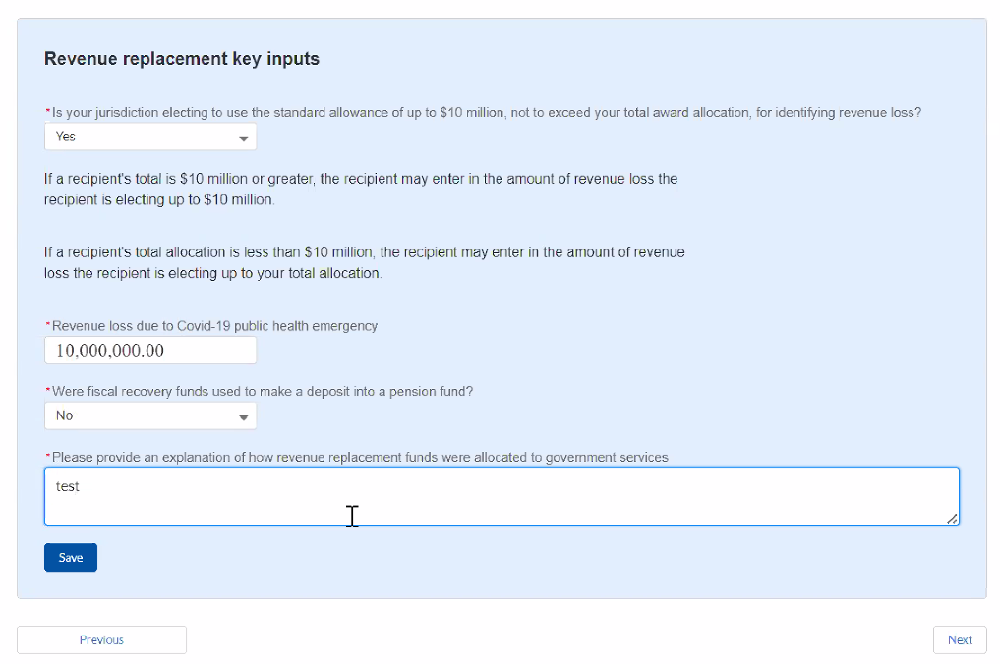 Revenue replacement key inputs
*Is your jurisdiction electing to use the standard allowance of up to $10 million, not to exceed your total award allocation, for identifying revenue loss?
Yes
If a recipient's total is $10 million or greater, the recipient may enter in the amount of revenue loss the
recipient is electing up to $10 million.
If a recipient's total allocation is less than $10 million, the recipient may enter in the amount of revenue
loss the recipient is electing up to your total allocation.
*Revenue loss due to Covid-19 public health emergency
10,000,000.00
*Were fiscal recovery funds used to make a deposit into a pension fund?
No
*Please provide an explanation of how revenue replacement funds were allocated to government services
test
Save
Previous
Next